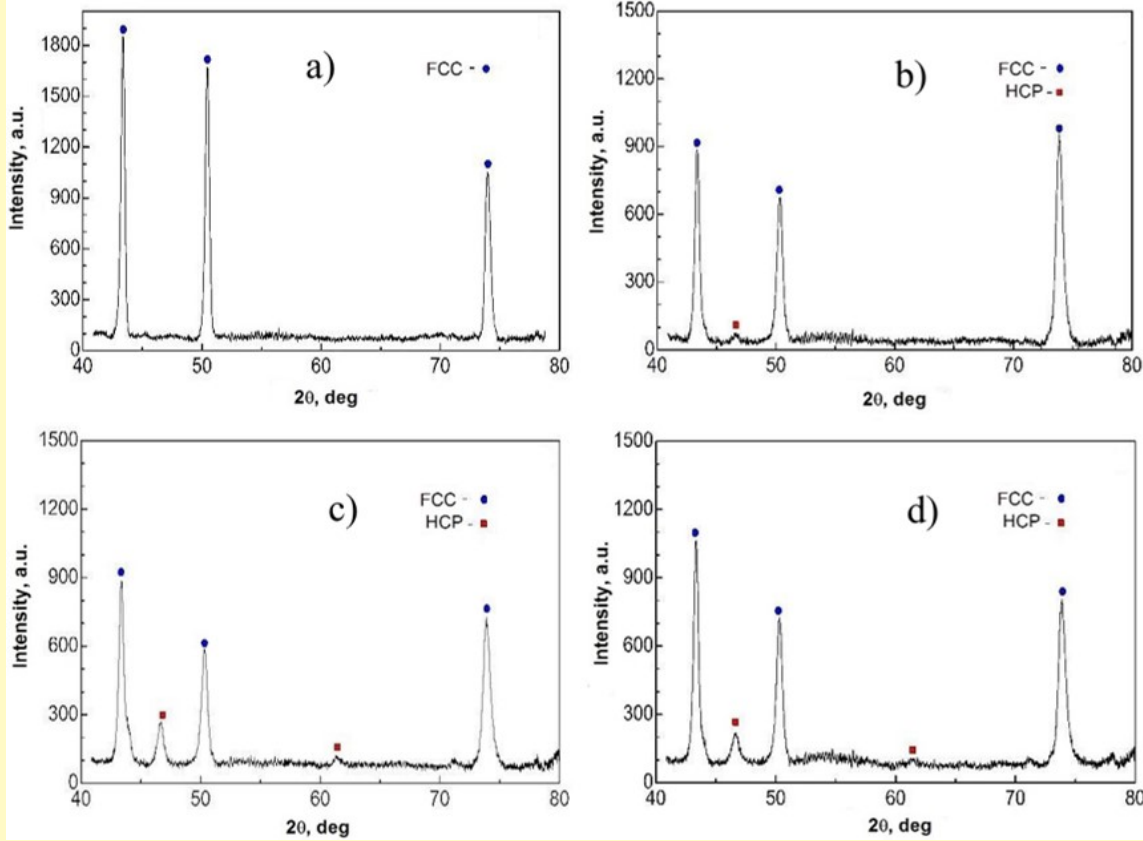 1800
1500
1200
900
600
300
0
Intensity, a.u.
a)
FCC -
40 50 60 70 80
2θ, deg
1500
1200
900
600
300
0
Intensity, a.u.
b)
FCC -
HCP -
40 50 60 70 80
2θ, deg
1500
1200
900
600
300
0
Intensity, a.u.
c)
FCC -
HCP -
40 50 60 70 80
2θ, deg
1500
1200
900
600
300
0
Intensity, a.u.
d)
FCC -
HCP -
40 50 60 70 80
2θ, deg